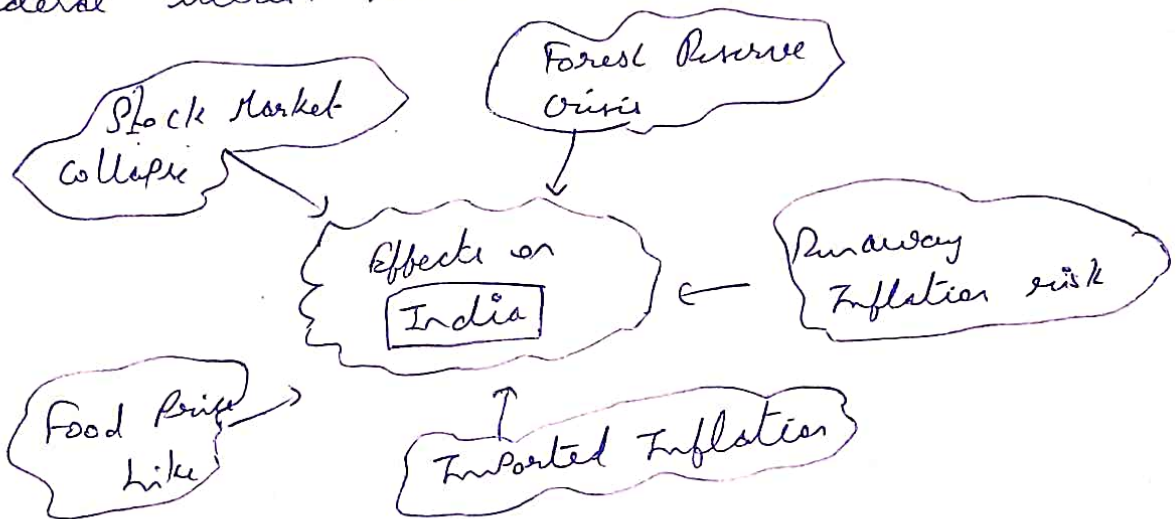 Forest Reserve
Crisis
Stock Market
Collapse
Effects on
India
Runaway
Inflation risk
Food Price
hike
Imported Inflation